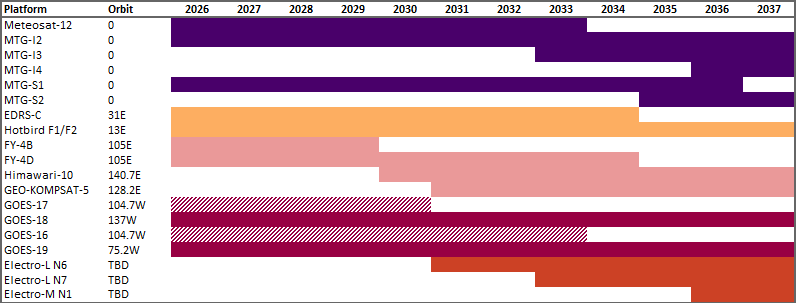 Platform Orbit 2026 2027 2028 2029 2030 2031 2032 2033 2034 2035 2036 2037
Meteosat-12 0
MTG-I2 0
MTG-I3 0
MTG-I4 0
MTG-S1 0
MTG-S2 0
EDRS-C 31E
Hotbird F1/F2 13E
FY-4B 105E
FY-4D 105E
Himawari-10 140.7E
GEO-KOMPSAT-5 128.2E
GOES-17 104.7W
GOES-18 137W
GOES-16 104.7W
GOES-19 75.2W
Electro-L N6 TBD
Electro-L N7 TBD
Electro-M N1 TBD